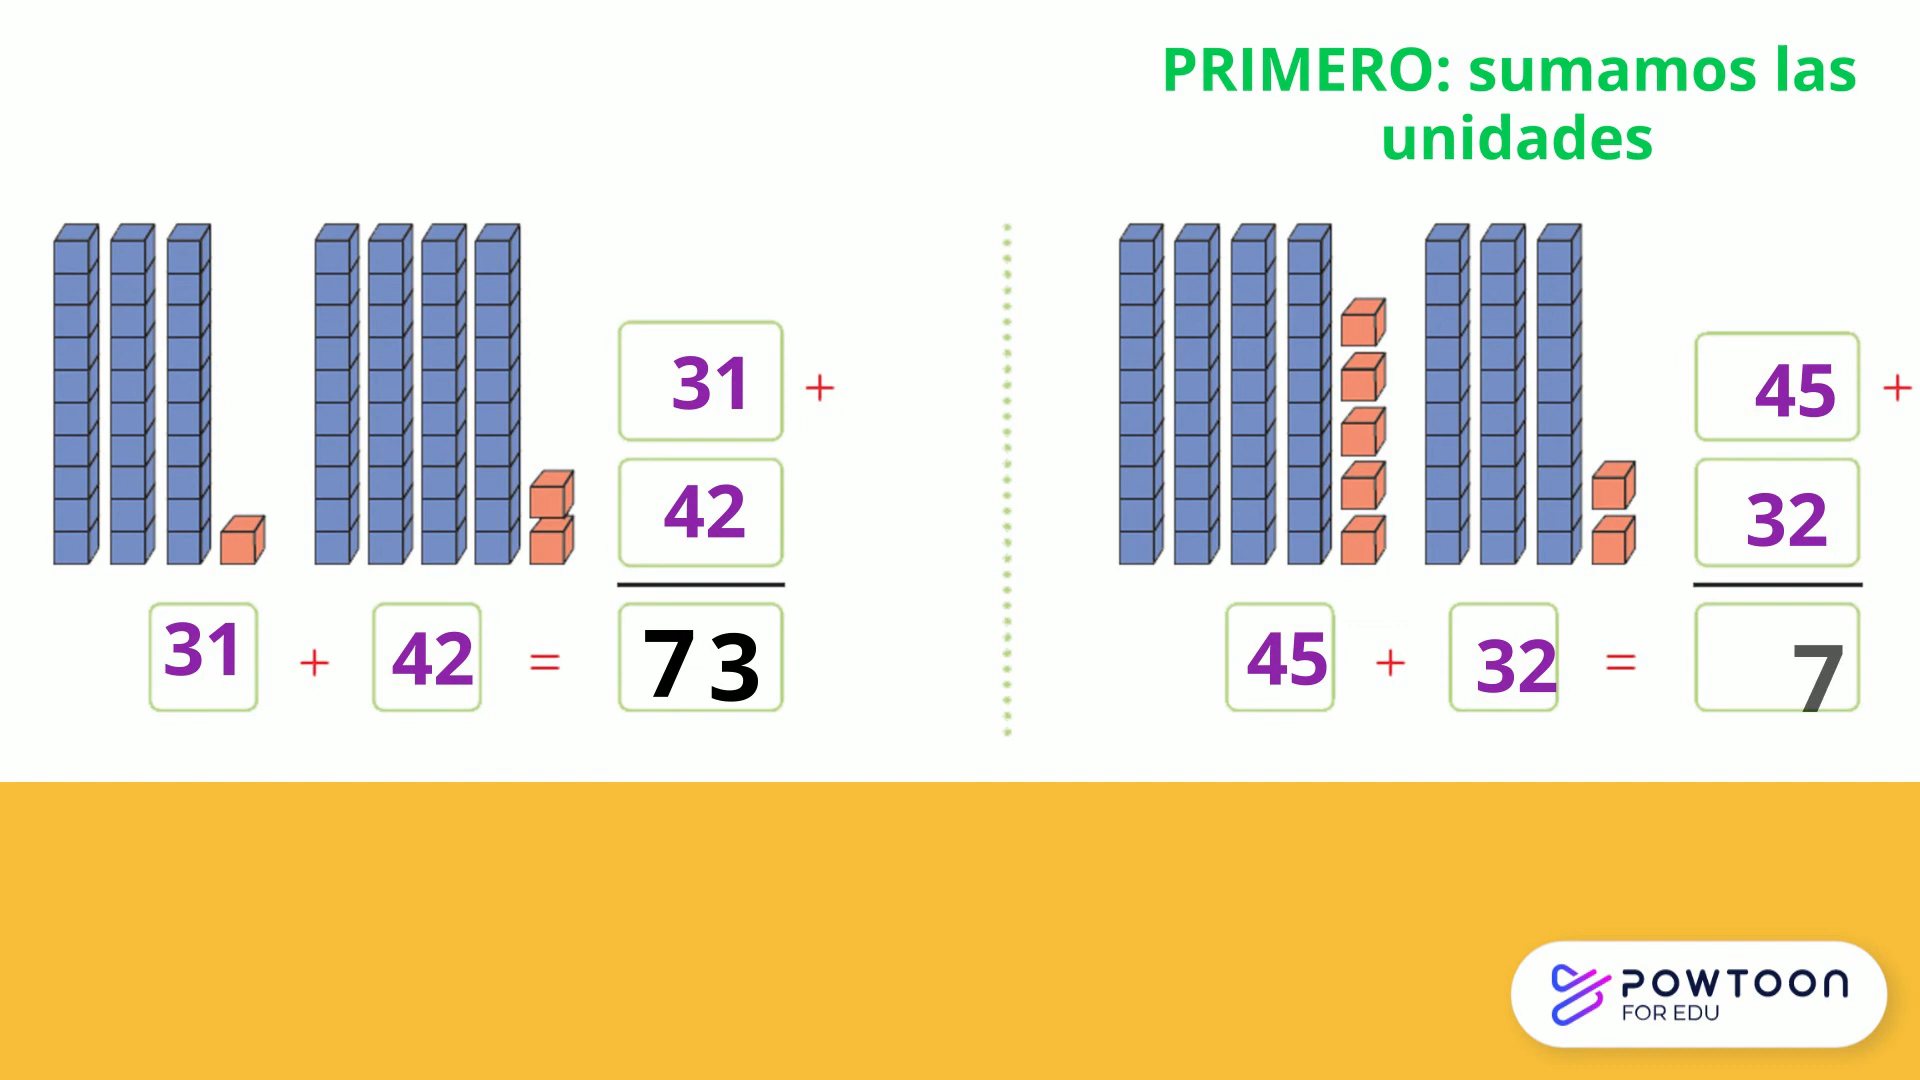 PRIMERO: sumamos las
unidades
31 +
42
31 + 42 = 73
45 +
32
45 + 32 = 7
POWTOON
FOR EDU